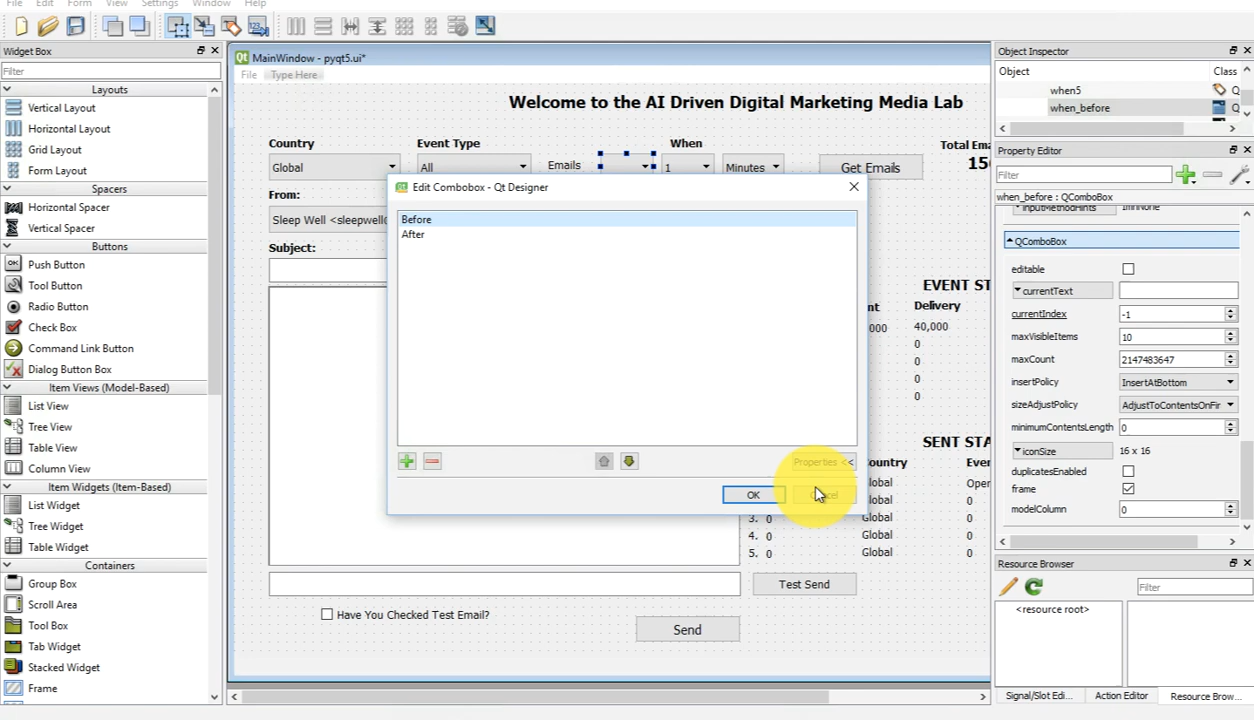 File Edit Form View Settings Window Help
Widget Box
Filter
Layouts
Vertical Layout
Horizontal Layout
Grid Layout
Form Layout
Spacers
Horizontal Spacer
Vertical Spacer
Buttons
OK Push Button
Tool Button
Radio Button
Check Box
Command Link Button
Dialog Button Box
Item Views (Model-Based)
List View
Tree View
Table View
Column View
Item Widgets (Item-Based)
List Widget
Tree Widget
Table Widget
Containers
Group Box
Scroll Area
Tool Box
Tab Widget
Stacked Widget
Frame
Qt MainWindow - pyqt5.ui*
File Type Here
Welcome to the AI Driven Digital Marketing Media Lab
Country Event Type When Total Ema
Global All Emails 1 Minutes Get Emails 15
From:
Sleep Well <sleepwell
Subject:
EVENT ST
nt Delivery
000 40,000
0
0
0
0
SENT STA
ountry Even
lobal Open
lobal 0
3. 0 Global 0
4. 0 Global 0
5. 0 Global 0
Test Send
Have You Checked Test Email?
Send
Edit Combobox - Qt Designer
Before
After
Properties <<
OK
Object Inspector
Object Class
when5 Q
when_before Q
Property Editor
Filter
when_before : QComboBox
inputMethodHints ImhNone
QComboBox
editable
currentText
currentIndex -1
maxVisibleItems 10
maxCount 2147483647
insertPolicy InsertAtBottom
sizeAdjustPolicy AdjustToContentsOnFir
minimumContentsLength 0
iconSize 16 x 16
duplicatesEnabled
frame
modelColumn 0
Resource Browser
Filter
<resource root>
Signal/Slot Edi... Action Editor Resource Brow...